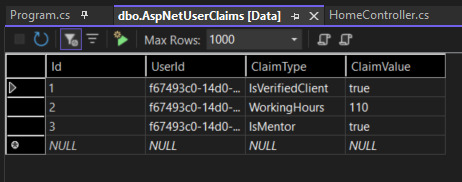 Program.cs dbo.AspNetUserClaims [Data] HomeController.cs
Max Rows: 1000
Id UserId ClaimType ClaimValue
1 f67493c0-14d0-... IsVerifiedClient true
2 f67493c0-14d0-... WorkingHours 110
3 f67493c0-14d0-... IsMentor true
NULL NULL NULL NULL